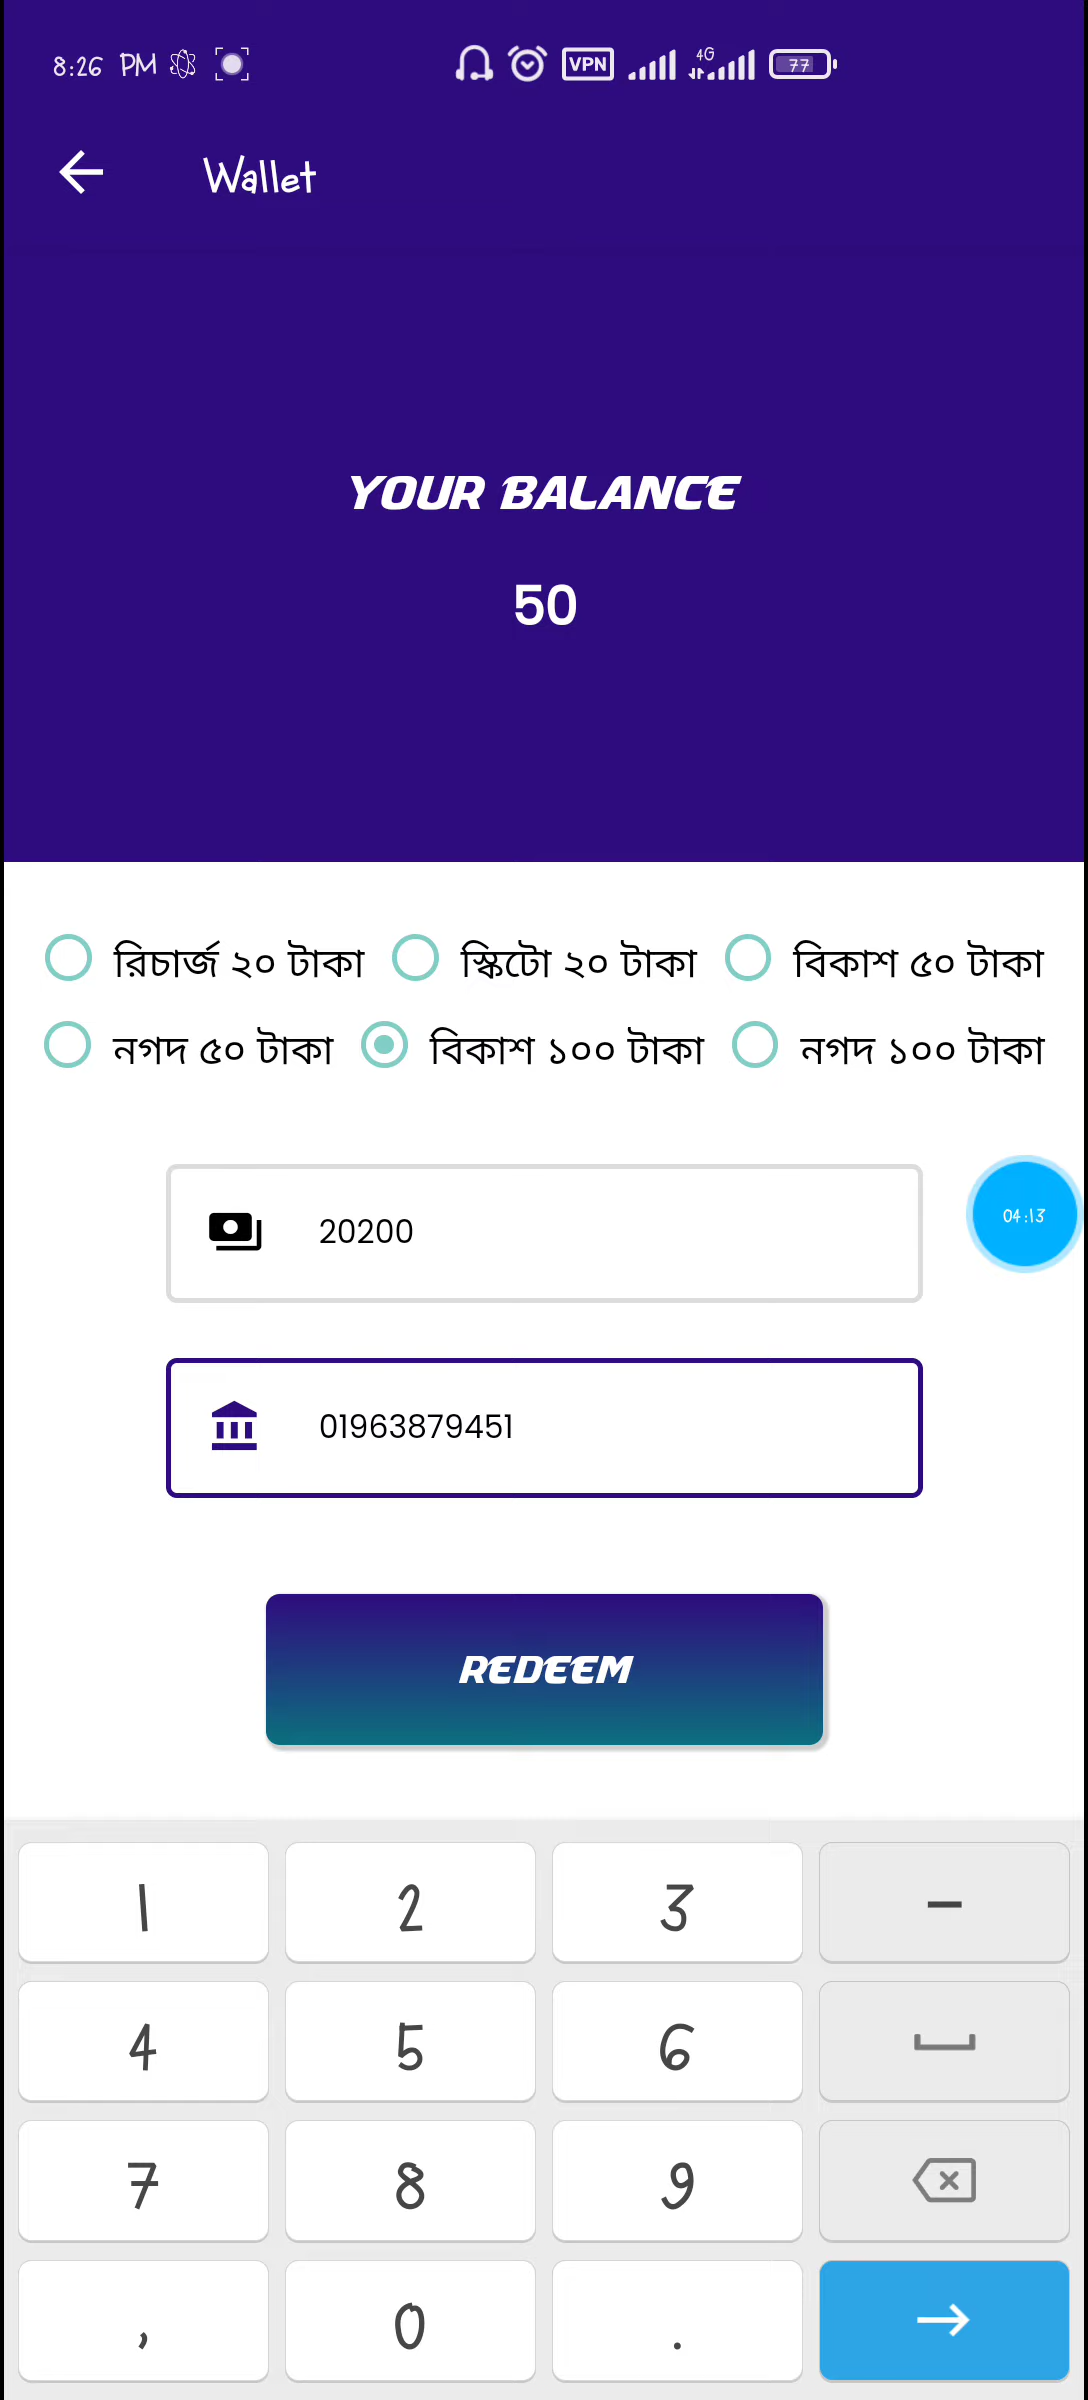 8:26 PM VPN 4G 77
Wallet
YOUR BALANCE
50
রিচার্জ ২০ টাকা স্কিটো ২০ টাকা বিকাশ ৫০ টাকা
নগদ ৫০ টাকা বিকাশ ১০০ টাকা নগদ ১০০ টাকা
20200
04:13
01963879451
REDEEM
1 2 3 –
4 5 6
7 8 9
, 0 .